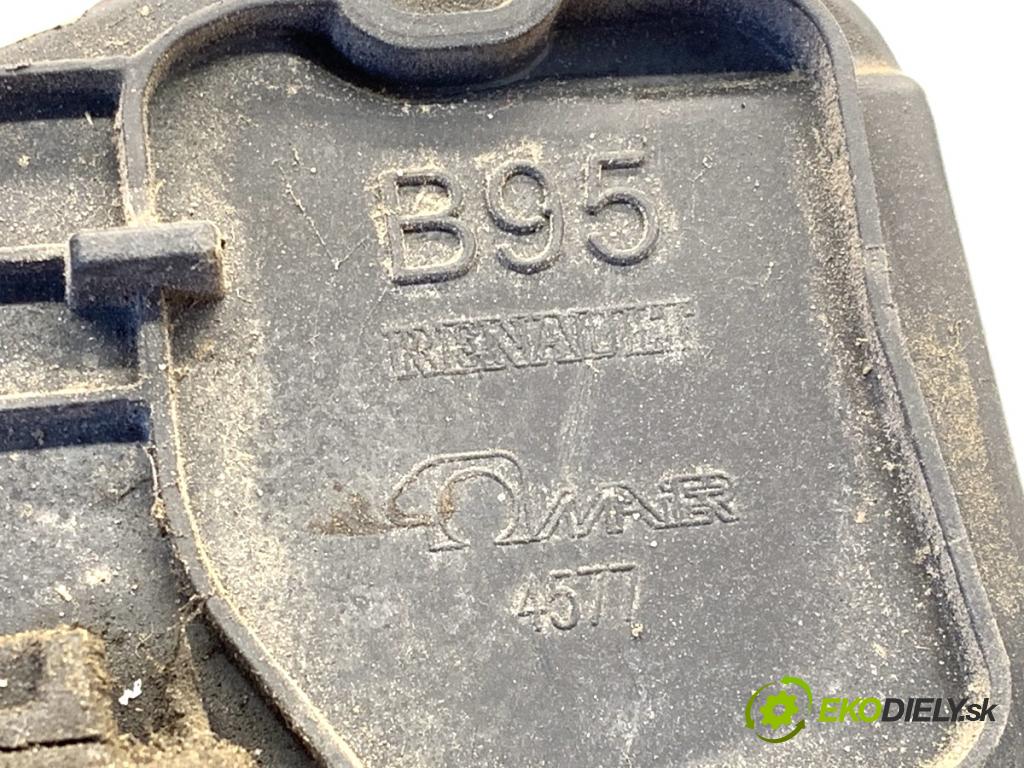 B95
RENAULT
MAIER
4577
EKODIELY.sk